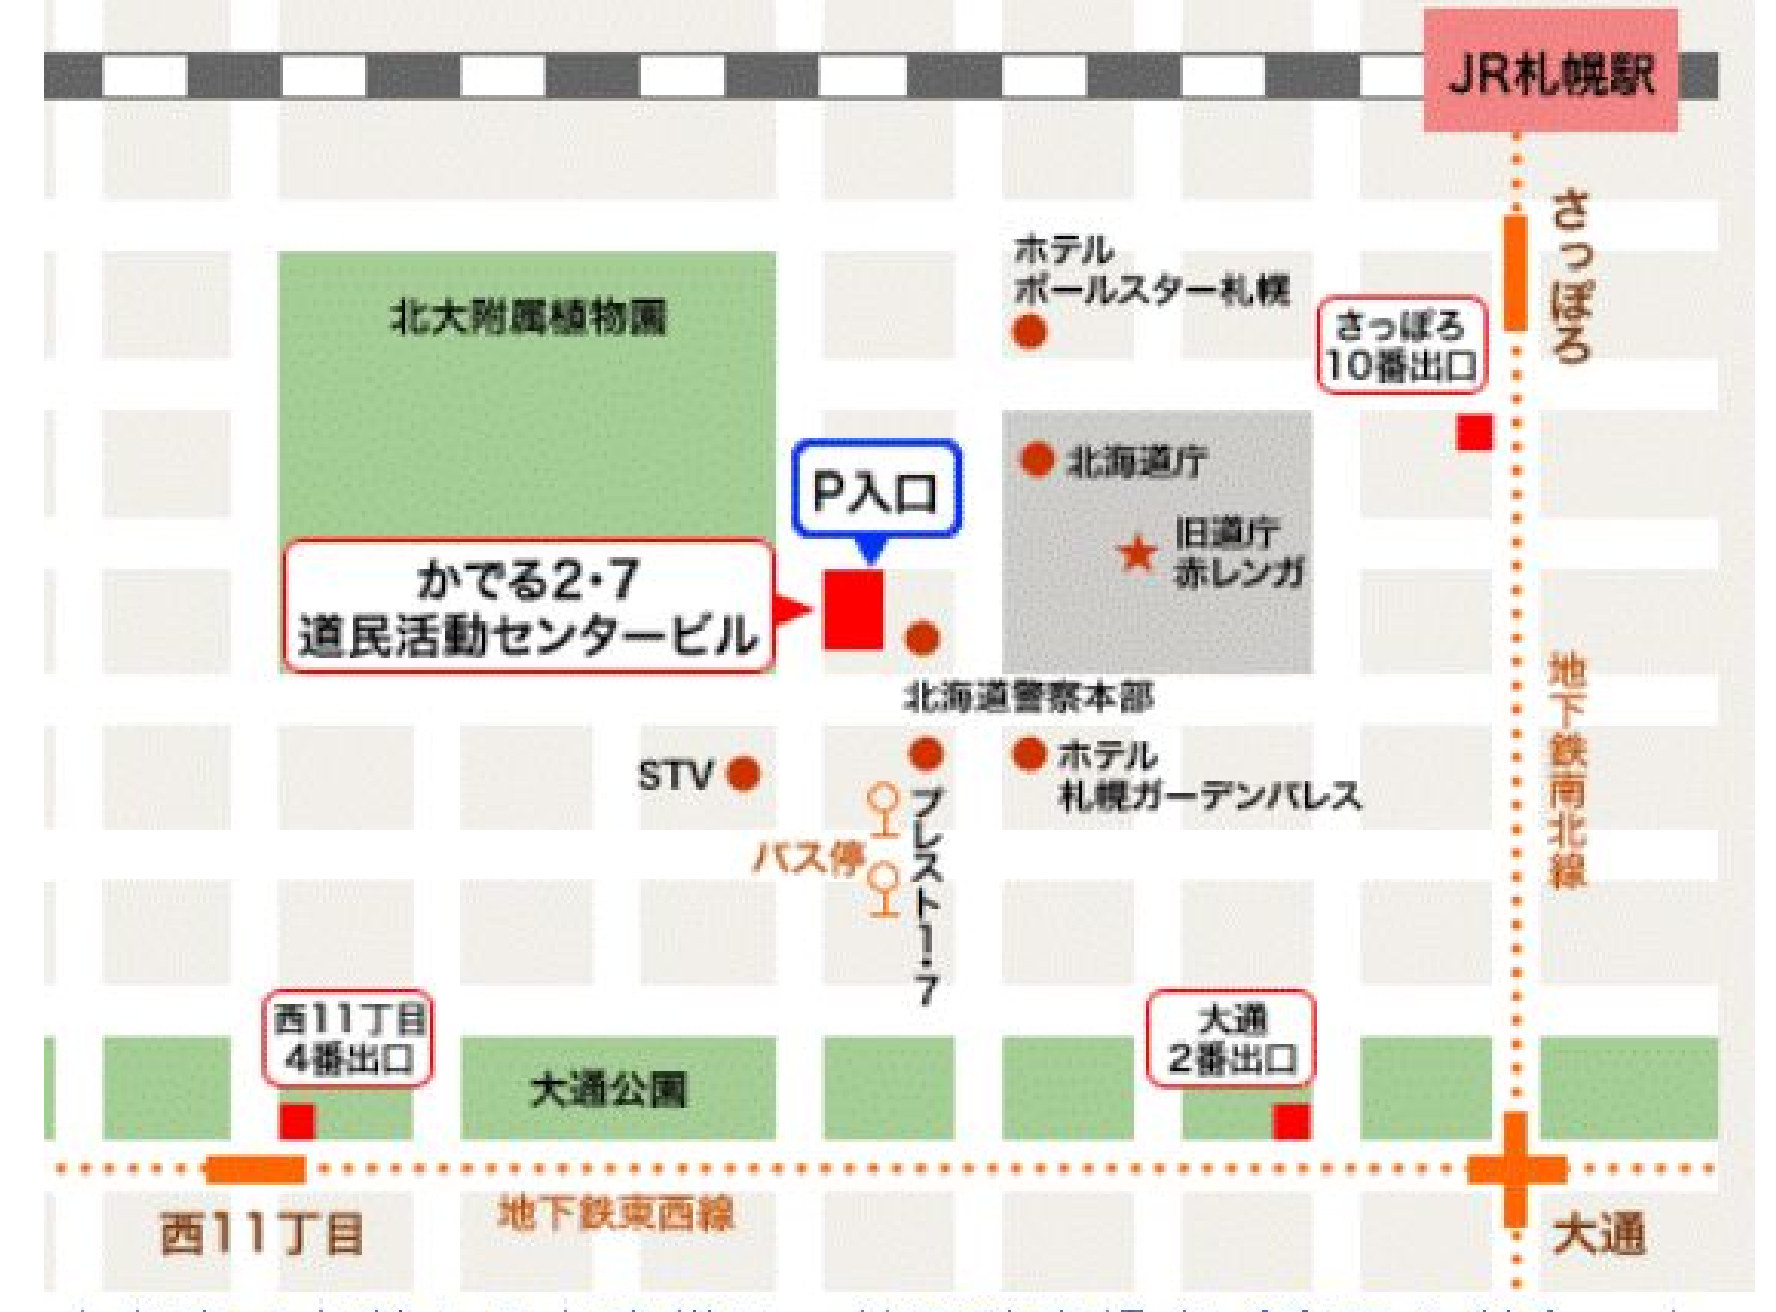 JR札幌駅
さっぽろ
ホテル
ポールスター札幌
さっぽろ
10番出口
北大附属植物園
北海道庁
P入口
旧道庁
赤レンガ
かでる2・7
道民活動センタービル
北海道警察本部
地下鉄南北線
STV
ホテル
札幌ガーデンパレス
プレスト1・7
バス停
西11丁目
4番出口
大通
2番出口
大通公園
地下鉄東西線
西11丁目
大通